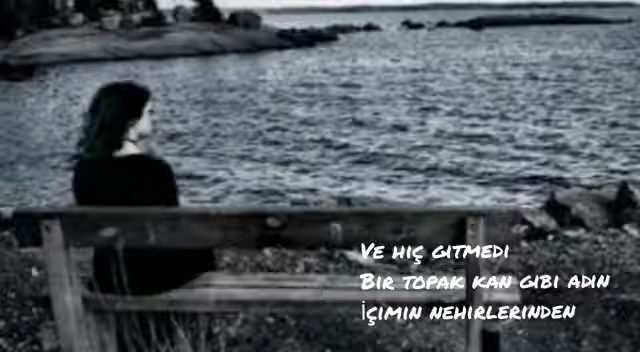 Ve hiç gitmedi
Bir topak kan gibi adın
İçimin nehirlerinden